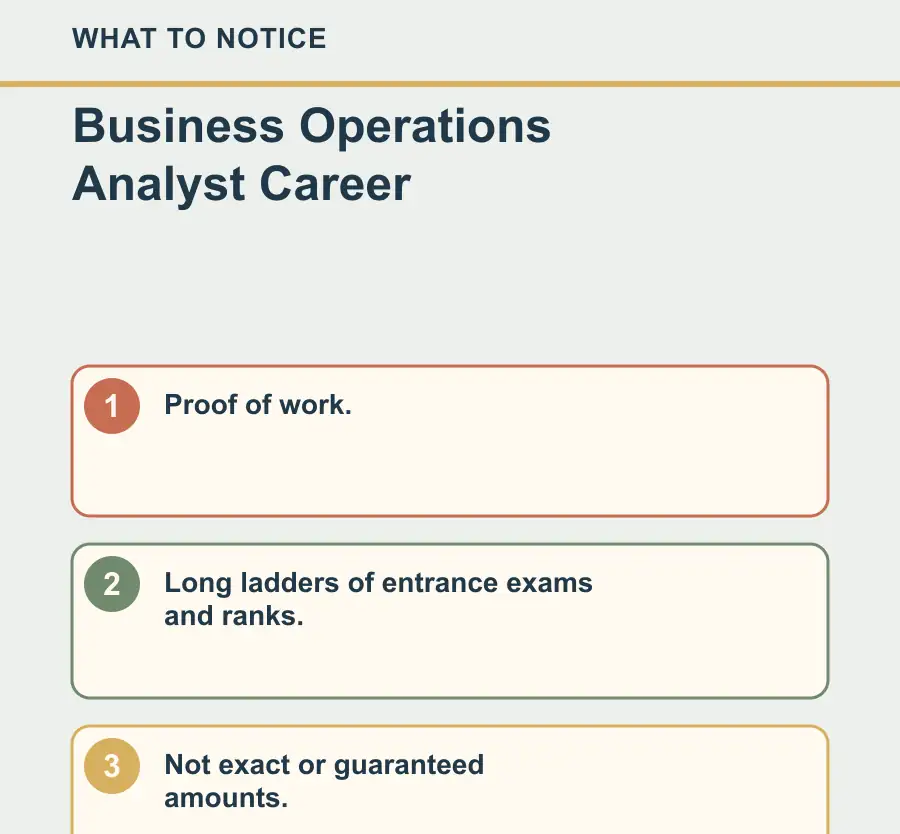 WHAT TO NOTICE
Business Operations
Analyst Career
1
Proof of work.
2
Long ladders of entrance exams
and ranks.
3
Not exact or guaranteed
amounts.